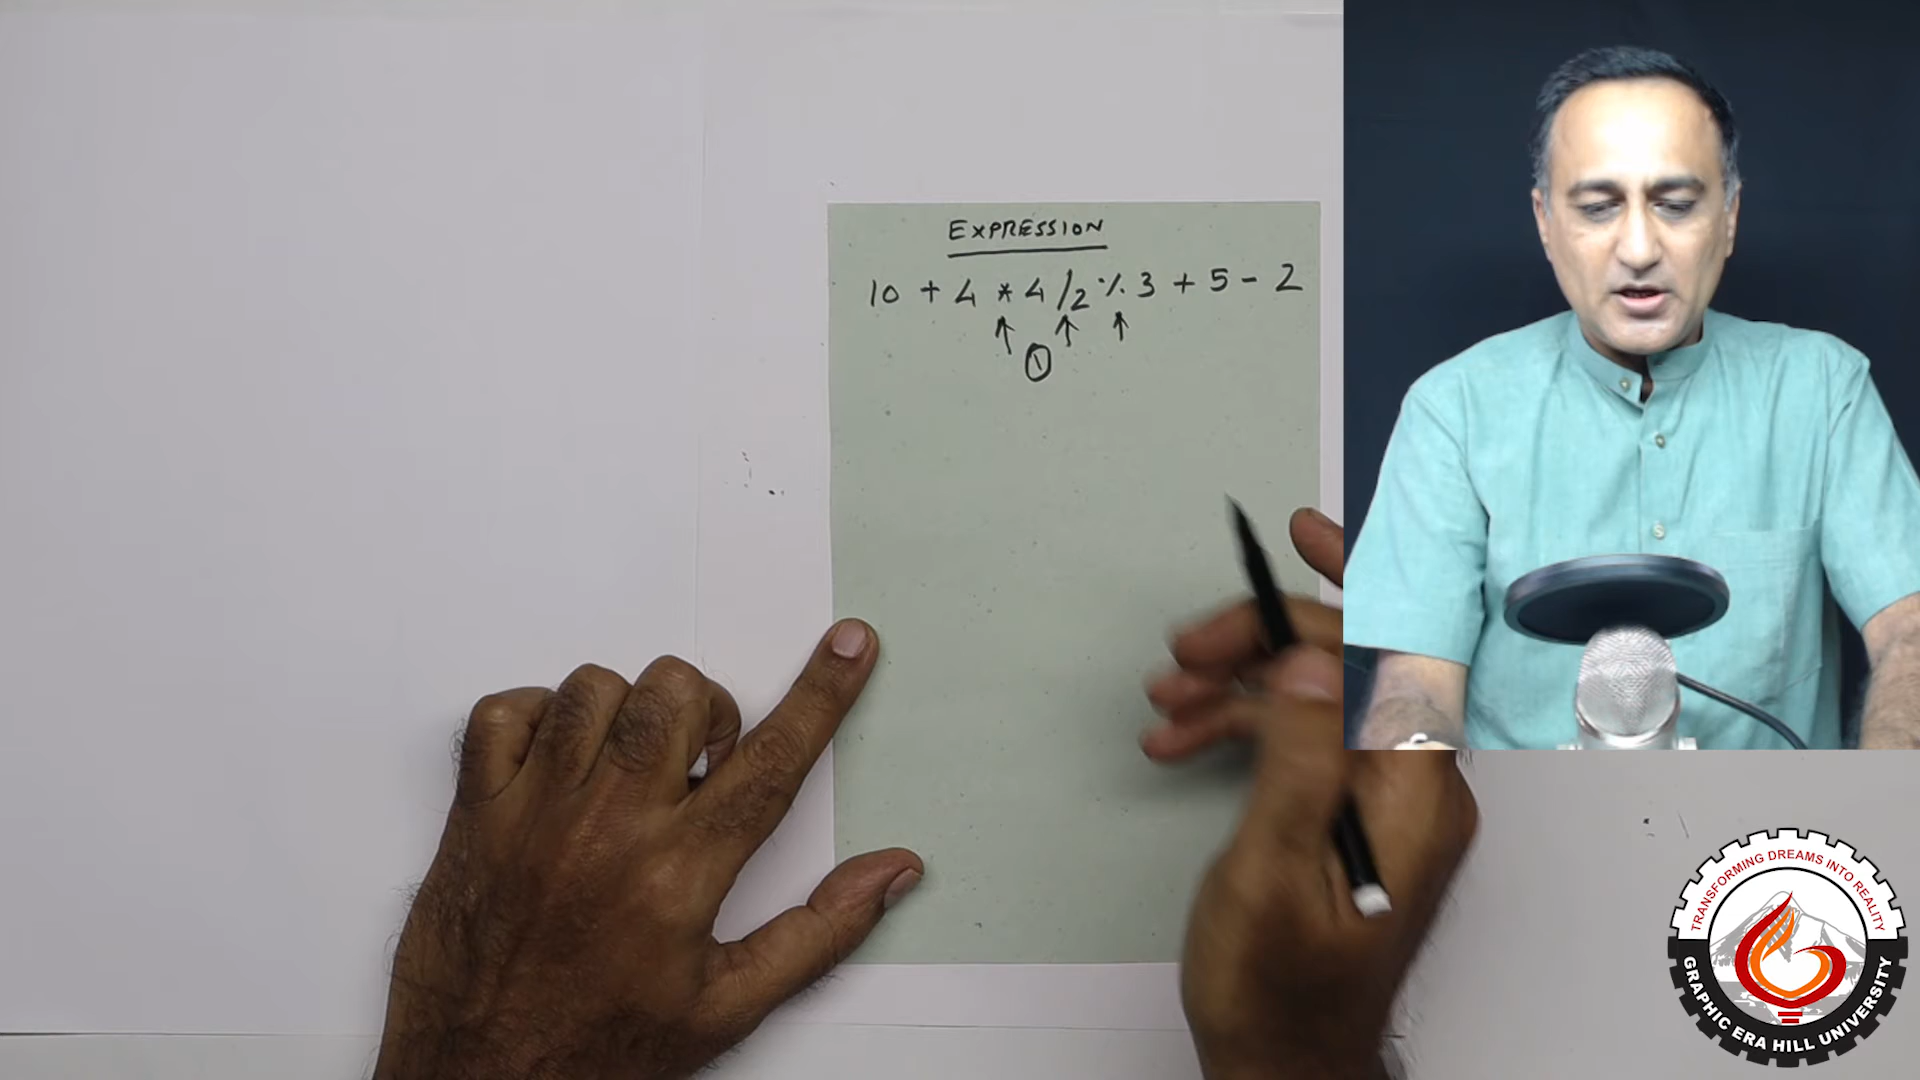 EXPRESSION
10 + 4 * 4 / 2 % 3 + 5 - 2
↑ ↑ ↑
①
TRANSFORMING DREAMS INTO REALITY
GRAPHIC ERA HILL UNIVERSITY